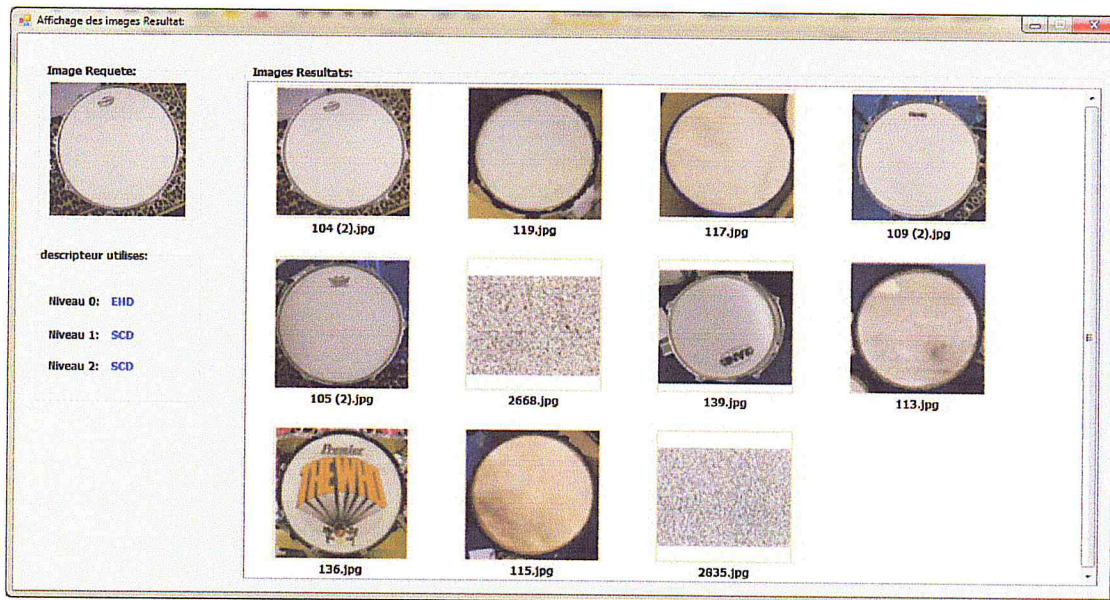 Affichage des images Resultat:
Image Requete:
Images Resultats:
104 (2).jpg
119.jpg
117.jpg
109 (2).jpg
descripteur utilises:
Niveau 0: EHD
Niveau 1: SCD
Niveau 2: SCD
105 (2).jpg
2668.jpg
139.jpg
113.jpg
Premier
THE WHO
136.jpg
115.jpg
2835.jpg